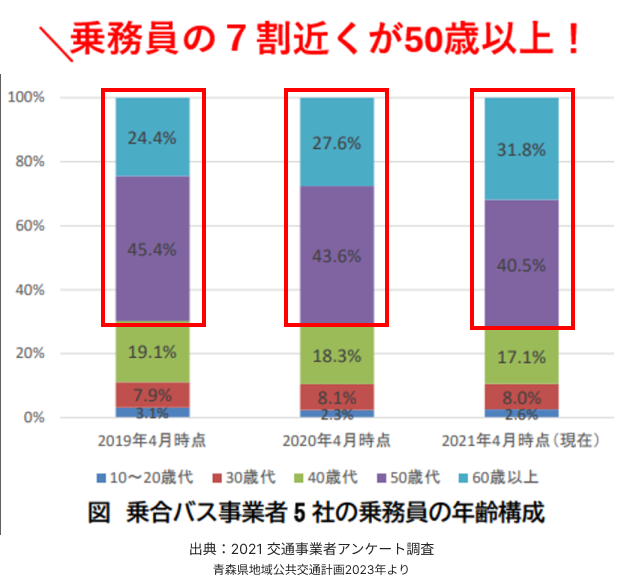 乗務員の７割近くが50歳以上！
100%
80%
60%
40%
20%
0%
24.4%
45.4%
19.1%
7.9%
3.1%
27.6%
43.6%
18.3%
8.1%
2.3%
31.8%
40.5%
17.1%
8.0%
2.6%
2019年4月時点
2020年4月時点
2021年4月時点（現在）
10～20歳代 30歳代 40歳代 50歳代 60歳以上
図 乗合バス事業者５社の乗務員の年齢構成
出典：2021 交通事業者アンケート調査
青森県地域公共交通計画2023年より